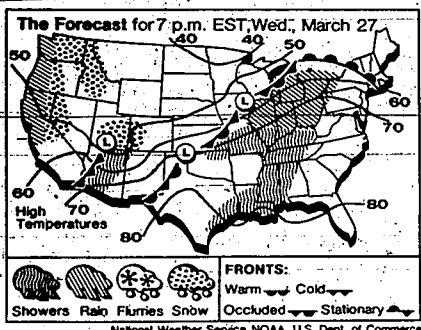 The Forecast for 7 p.m. EST, Wed., March 27
40 40
50 50
L
60
L
L
70
60
70
High
Temperatures
80
80
FRONTS:
Warm Cold
Showers Rain Flurries Snow
Occluded Stationary
National Weather Service, NOAA, U.S. Dept. of Commerce